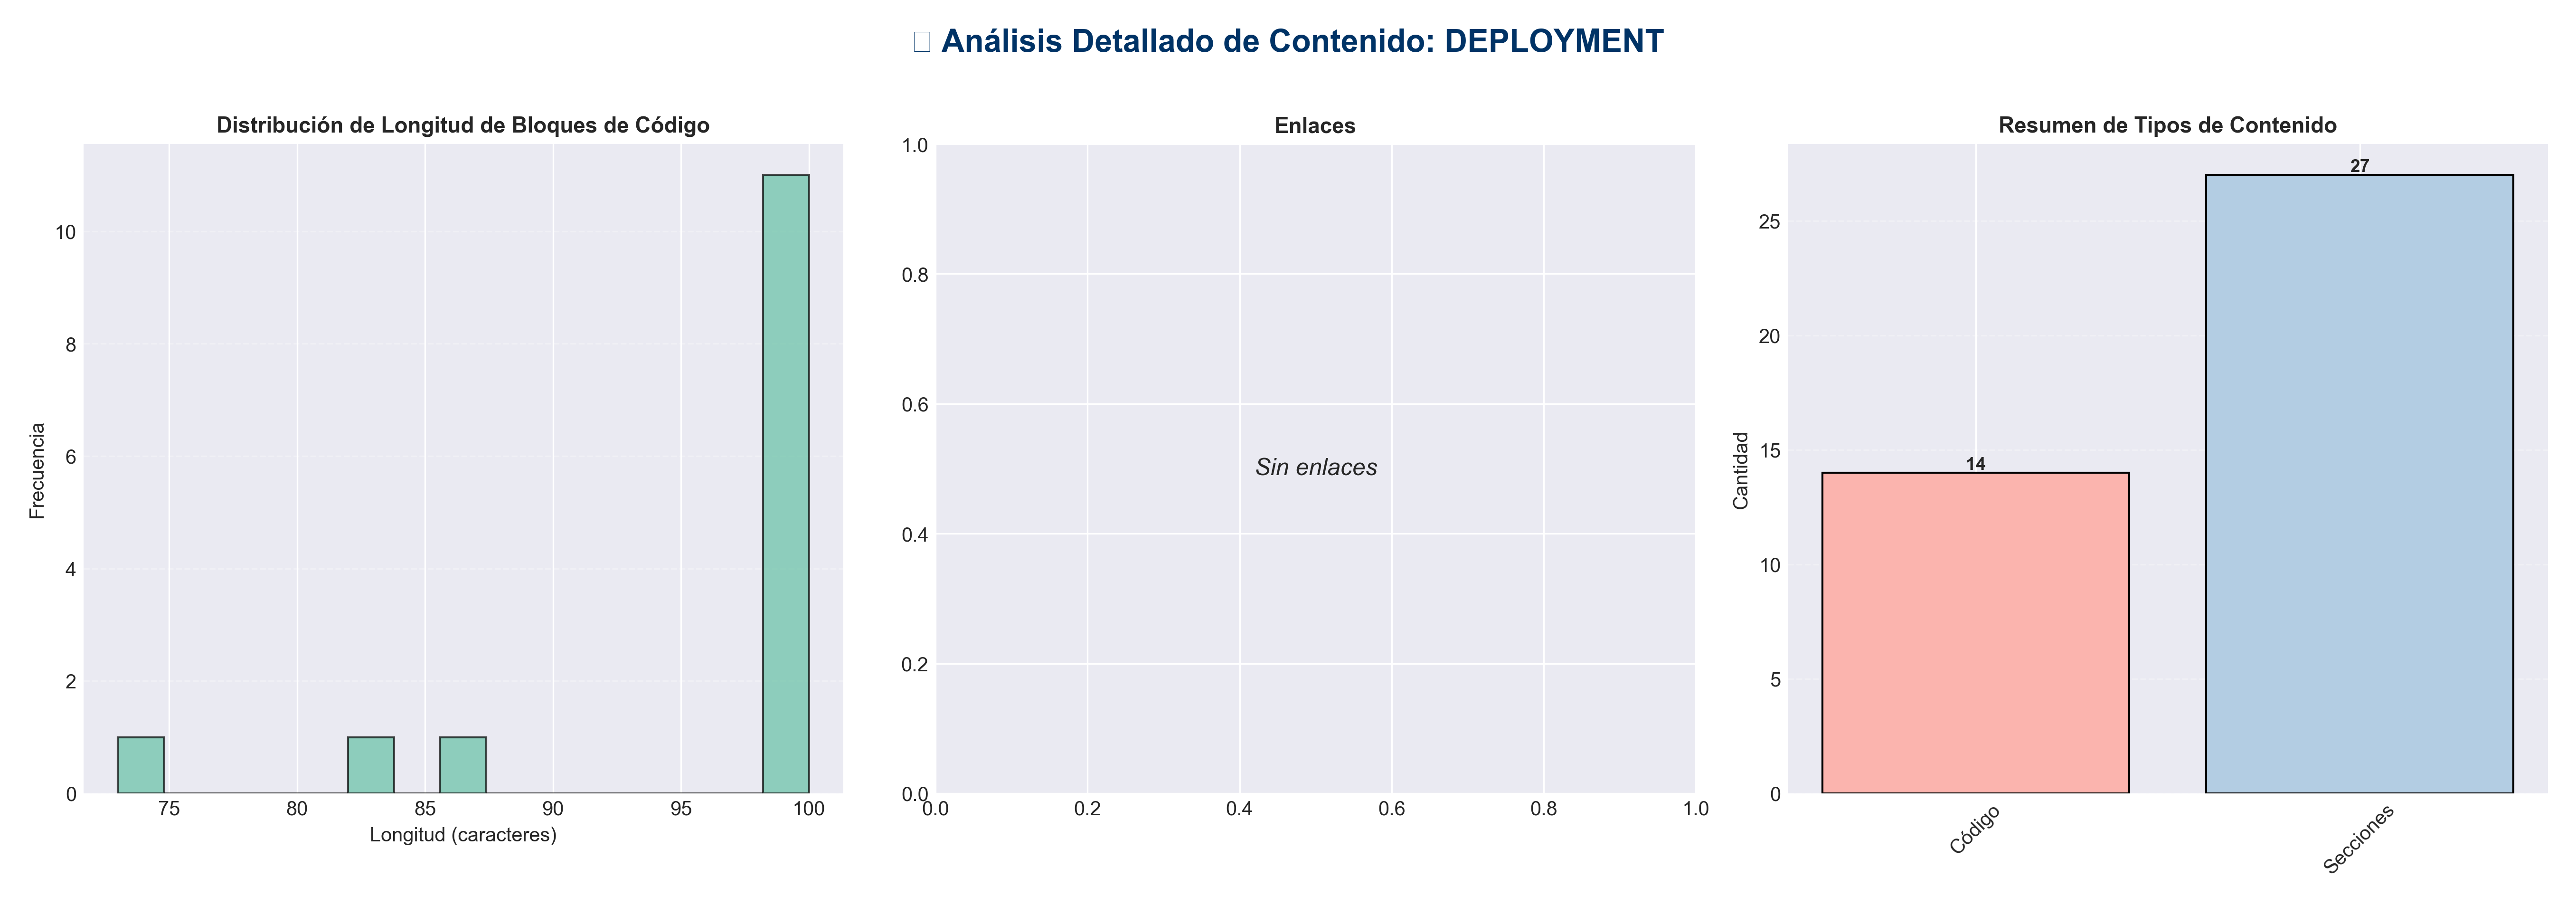 Análisis Detallado de Contenido: DEPLOYMENT
Distribución de Longitud de Bloques de Código
10
8
6
4
2
0
Frecuencia
75 80 85 90 95 100
Longitud (caracteres)
Enlaces
1.0
0.8
0.6
0.4
0.2
0.0
Sin enlaces
0.0 0.2 0.4 0.6 0.8 1.0
Resumen de Tipos de Contenido
25
20
15
10
5
0
Cantidad
14
27
Código
Secciones